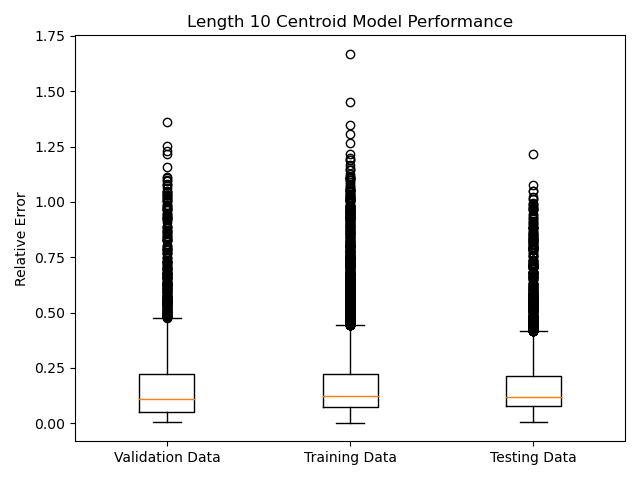 Length 10 Centroid Model Performance
1.75
1.50
1.25
1.00
0.75
0.50
0.25
0.00
Relative Error
Validation Data
Training Data
Testing Data